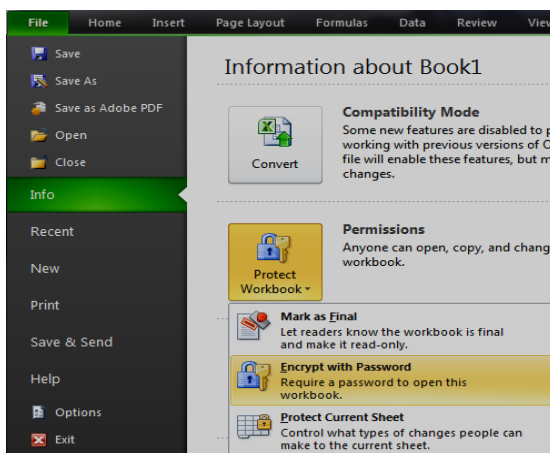 File Home Insert Page Layout Formulas Data Review
Save
Save As
Save as Adobe PDF
Open
Close
Info
Recent
New
Print
Save & Send
Help
Options
Exit
Information about Book1
Convert
Compatibility Mode
Some new features are disabled to
working with previous versions of
file will enable these features, but
changes.
Protect
Workbook
Permissions
Anyone can open, copy, and
workbook.
Mark as Final
Let readers know the workbook is final
and make it read-only.
Encrypt with Password
Require a password to open this
workbook.
Protect Current Sheet
Control what types of changes people can
make to the current sheet.